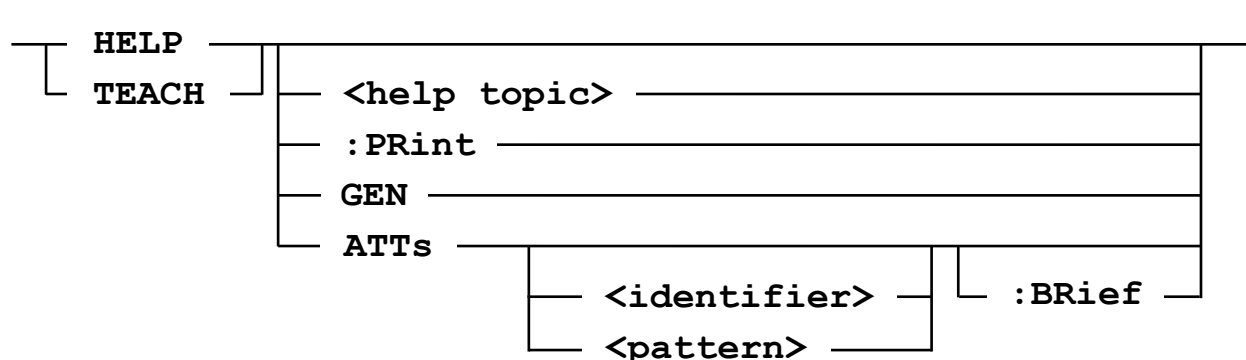 HELP
TEACH
<help topic>
:PRint
GEN
ATTs
<identifier>
:BRief
<pattern>